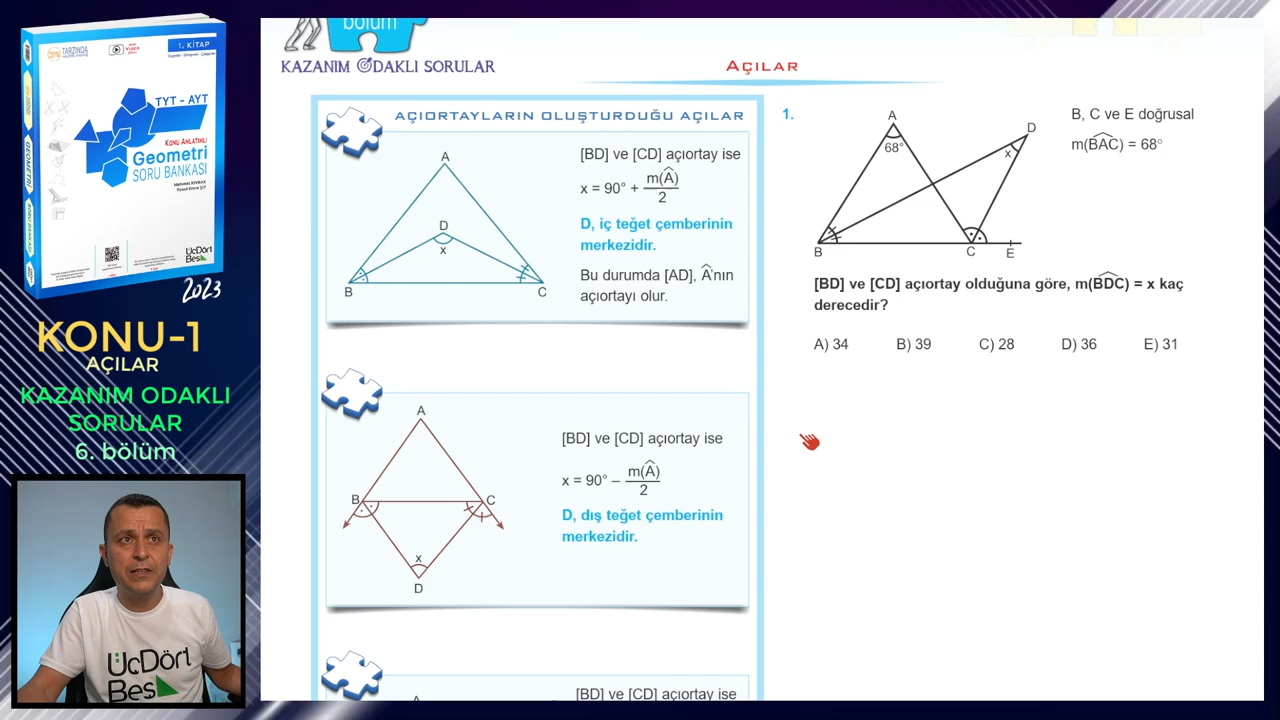 TARZINDA
1. KİTAP
TYT - AYT
KONU ANLATIMLI
Geometri
SORU BANKASI
GEOMETRİ
ÜçDört
Beş
2023
KONU-1
AÇILAR
KAZANIM ODAKLI
SORULAR
6. bölüm
ÜçDört
Beş
bölüm
KAZANIM ODAKLI SORULAR
AÇILAR
AÇIORTAYLARIN OLUŞTURDUĞU AÇILAR
A
D
x
B
C
[BD] ve [CD] açıortay ise
x = 90° + m(Â)/2
D, iç teğet çemberinin
merkezidir.
Bu durumda [AD], Â'nın
açıortayı olur.
A
B
C
x
D
[BD] ve [CD] açıortay ise
x = 90° – m(Â)/2
D, dış teğet çemberinin
merkezidir.
A
[BD] ve [CD] açıortay ise
1.
A
68°
D
x
B
C
E
B, C ve E doğrusal
m(BAC) = 68°
[BD] ve [CD] açıortay olduğuna göre, m(BDC) = x kaç
derecedir?
A) 34 B) 39 C) 28 D) 36 E) 31